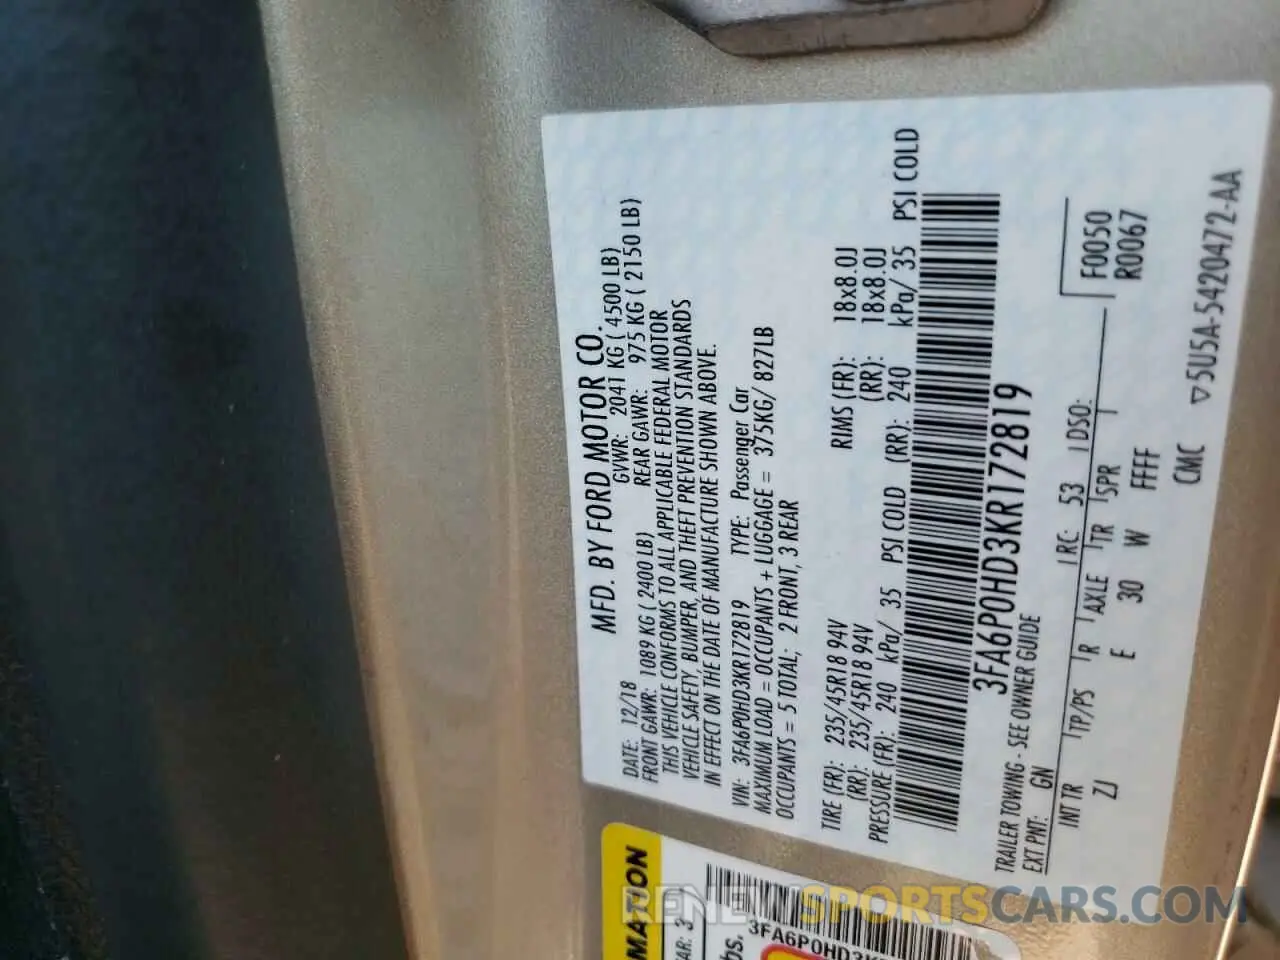 MFD. BY FORD MOTOR CO.
DATE: 12/18 GVWR: 2041 KG ( 4500 LB)
FRONT GAWR: 1089 KG ( 2400 LB) REAR GAWR: 975 KG ( 2150 LB)
THIS VEHICLE CONFORMS TO ALL APPLICABLE FEDERAL MOTOR
VEHICLE SAFETY, BUMPER, AND THEFT PREVENTION STANDARDS
IN EFFECT ON THE DATE OF MANUFACTURE SHOWN ABOVE.
VIN: 3FA6P0HD3KR172819 TYPE: Passenger Car
MAXIMUM LOAD = OCCUPANTS + LUGGAGE = 375KG/ 827LB
OCCUPANTS = 5 TOTAL; 2 FRONT, 3 REAR
TIRE (FR): 235/45R18 94V RIMS (FR): 18x8.0J
(RR): 235/45R18 94V (RR): 18x8.0J
PRESSURE (FR): 240 kPa/ 35 PSI COLD (RR): 240 kPa/ 35 PSI COLD
3FA6P0HD3KR172819
TRAILER TOWING - SEE OWNER GUIDE
EXT PNT: GN RC: 53 DSO: F0050
R0067
INT TR TP/PS R AXLE TR SPR
ZJ E 30 W FFFF
CMC ▽5U5A-5420472-AA
MATION
3
3FA6P0HD3K
RENEWSPORTSCARS.COM